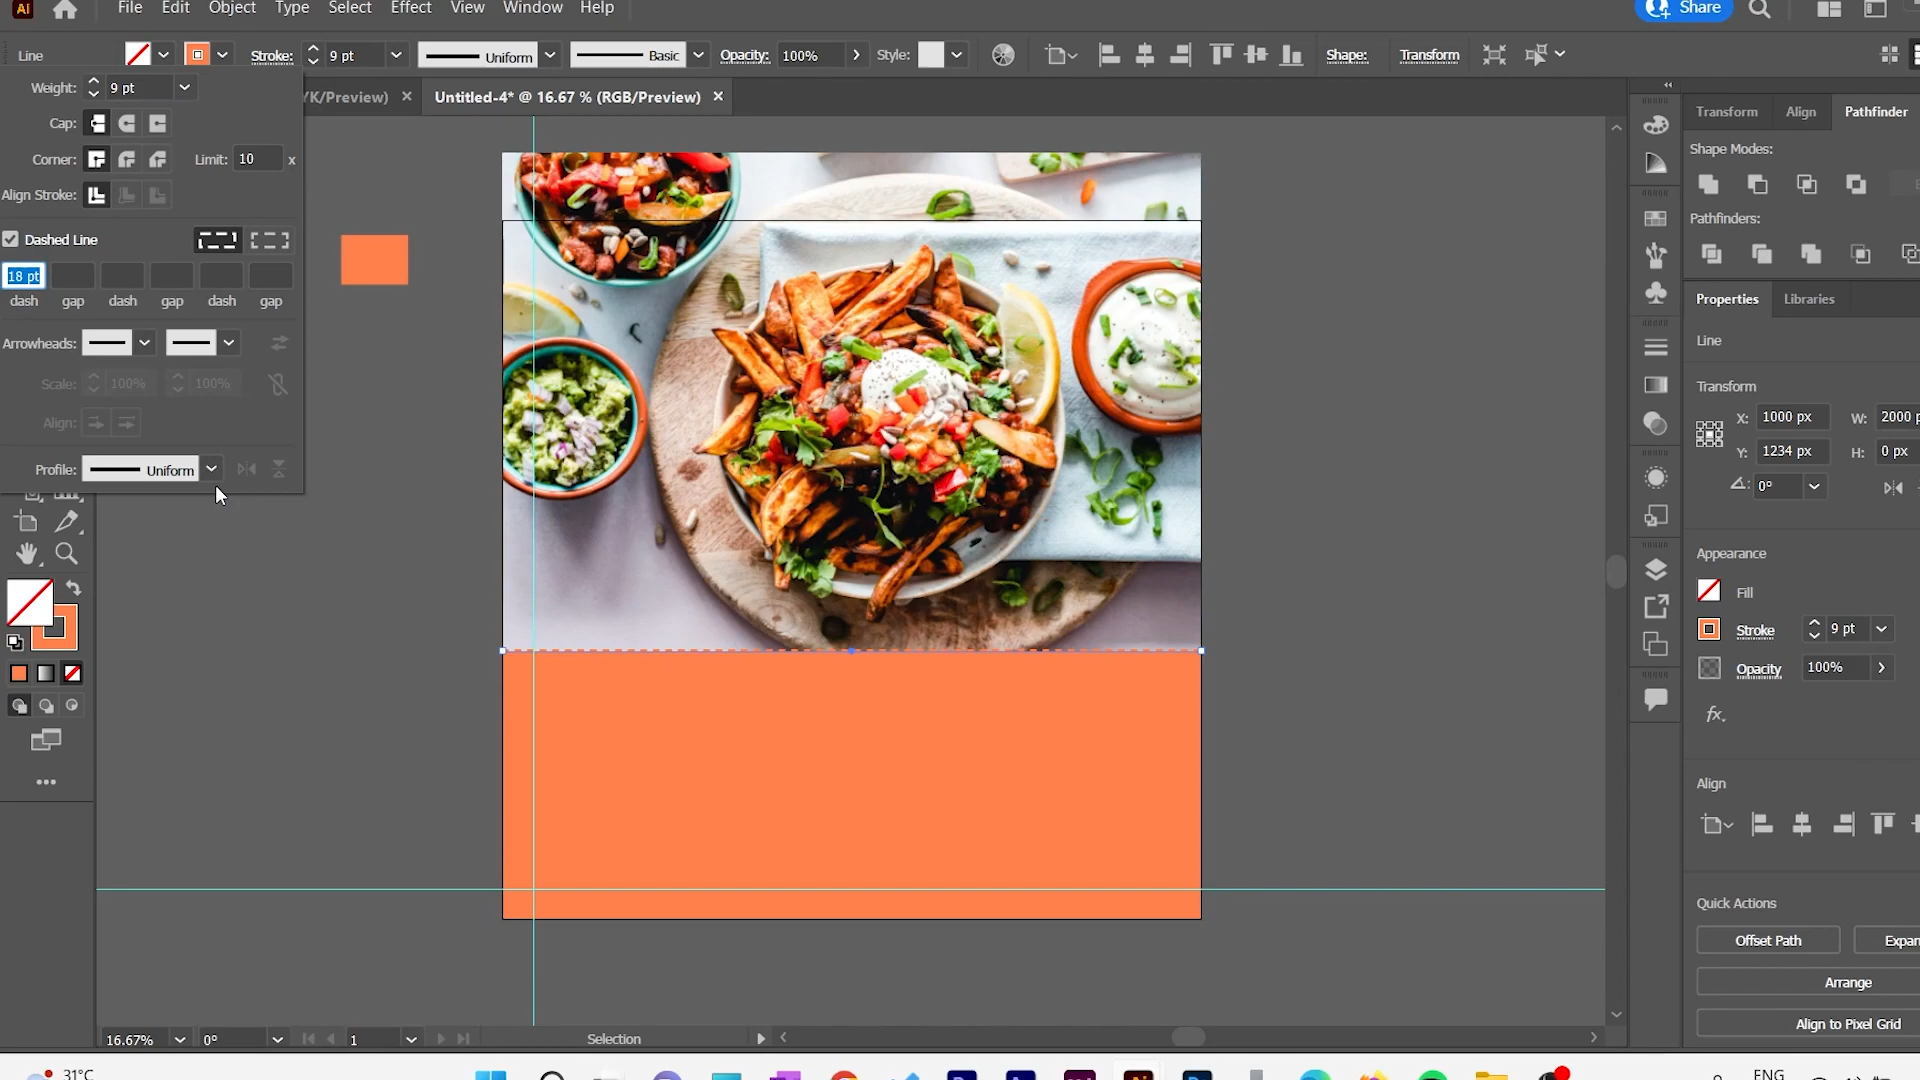 Ai File Edit Object Type Select Effect View Window Help Share
Line Stroke: 9 pt Uniform Basic Opacity: 100% Style: Shape: Transform
Weight: 9 pt
YK/Preview) × Untitled-4* @ 16.67 % (RGB/Preview) ×
Cap:
Corner: Limit: 10 x
Align Stroke:
Dashed Line
18 pt
dash gap dash gap dash gap
Arrowheads:
Scale: 100% 100%
Align:
Profile: Uniform
Transform Align Pathfinder
Shape Modes:
Pathfinders:
Properties Libraries
Line
Transform
X: 1000 px W: 2000 p
Y: 1234 px H: 0 px
0°
Appearance
Fill
Stroke 9 pt
Opacity 100%
fx.
Align
Quick Actions
Offset Path Expan
Arrange
Align to Pixel Grid
16.67% 0° 1 Selection
31°C ENG